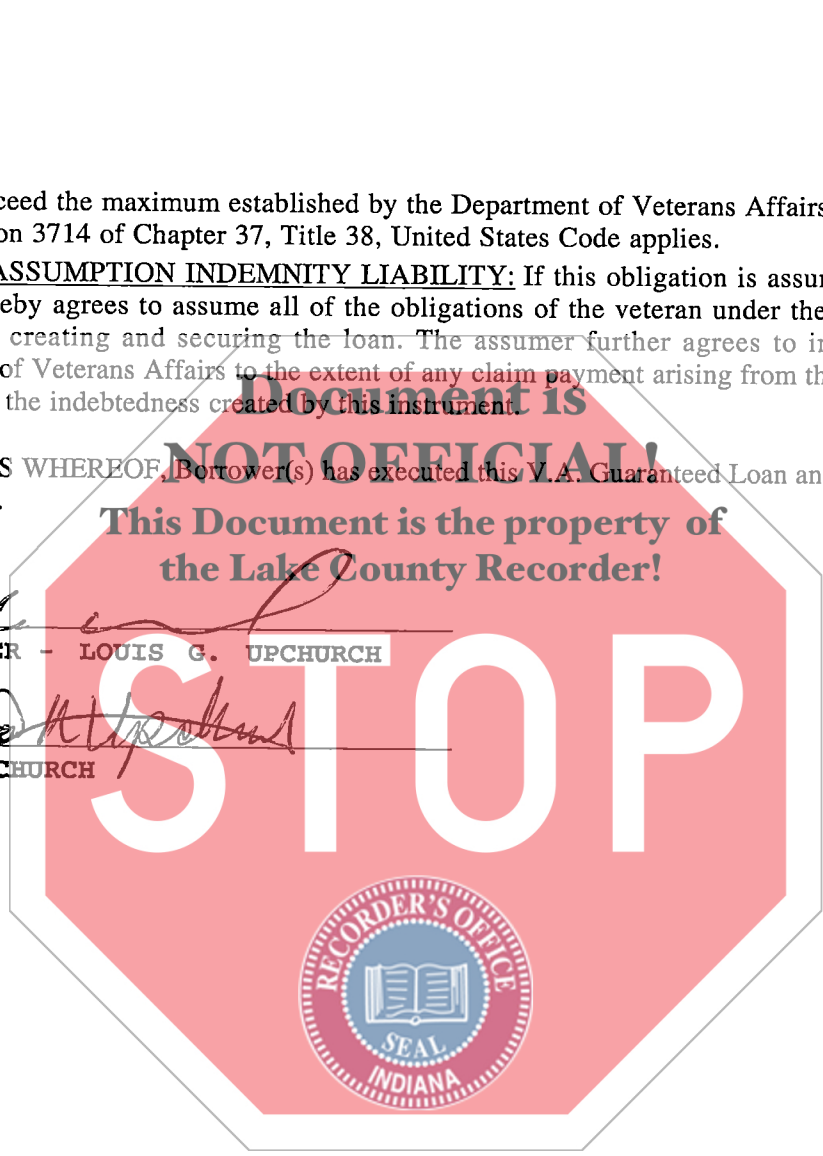 ceed the maximum established by the Department of Veterans Affairs
on 3714 of Chapter 37, Title 38, United States Code applies.
ASSUMPTION INDEMNITY LIABILITY: If this obligation is assu
eby agrees to assume all of the obligations of the veteran under the
creating and securing the loan. The assumer further agrees to i
of Veterans Affairs to the extent of any claim payment arising from th
the indebtedness created by this instrument.
Document is
NOT OFFICIAL!
S WHEREOF, Borrower(s) has executed this V.A. Guaranteed Loan an
This Document is the property of
the Lake County Recorder!
ER - LOUIS G. UPCHURCH
CHURCH
STOP
RECORDER'S OFFICE
SEAL
INDIANA